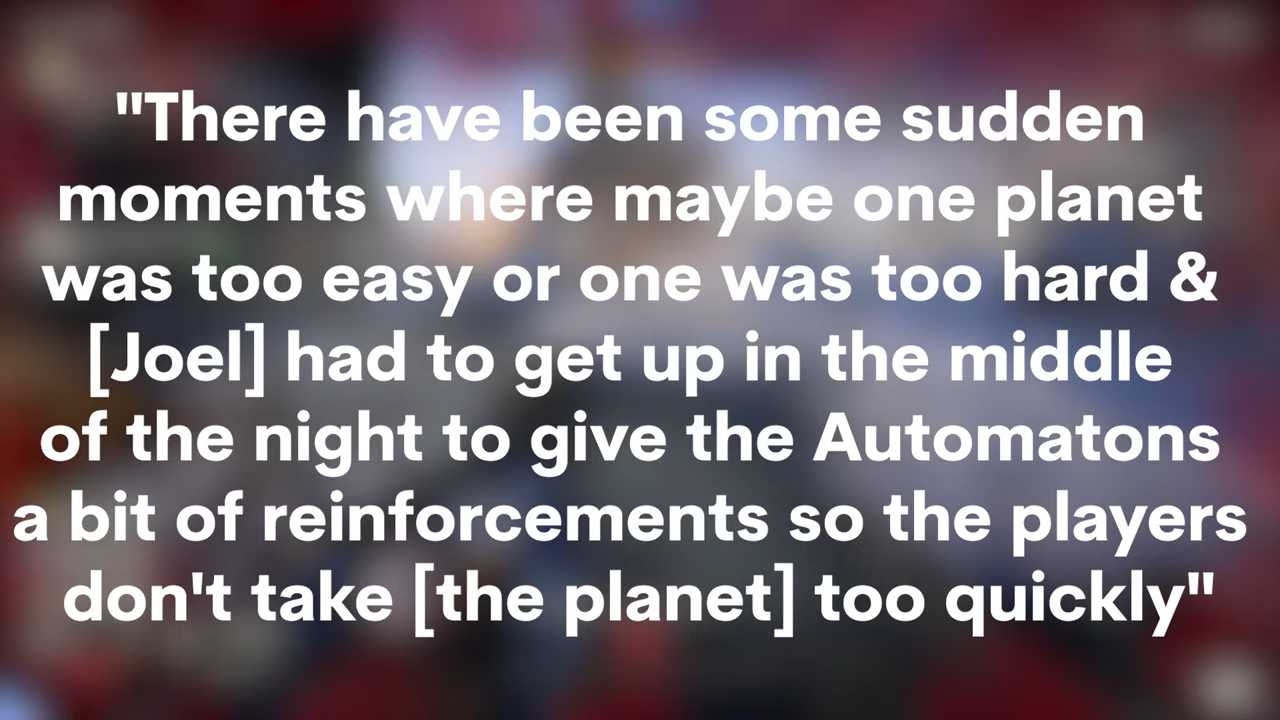 "There have been some sudden
moments where maybe one planet
was too easy or one was too hard &
[Joel] had to get up in the middle
of the night to give the Automatons
a bit of reinforcements so the players
don't take [the planet] too quickly"